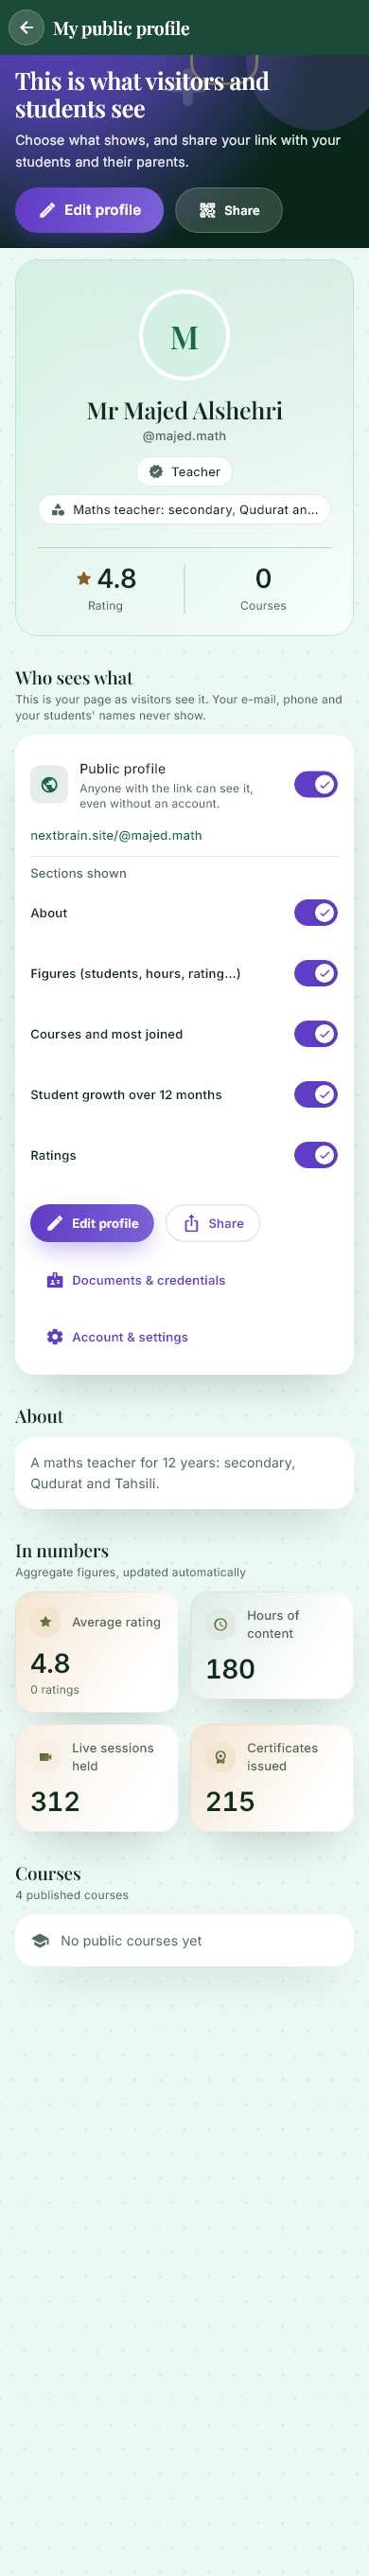 My public profile
This is what visitors and
students see
Choose what shows, and share your link with your
students and their parents.
Edit profile
Share
M
Mr Majed Alshehri
@majed.math
Teacher
Maths teacher: secondary, Qudurat an...
4.8
0
Rating
Courses
Who sees what
This is your page as visitors see it. Your e-mail, phone and
your students' names never show.
Public profile
Anyone with the link can see it,
even without an account.
nextbrain.site/@majed.math
Sections shown
About
Figures (students, hours, rating...)
Courses and most joined
Student growth over 12 months
Ratings
Edit profile
Share
Documents & credentials
Account & settings
About
A maths teacher for 12 years: secondary,
Qudurat and Tahsili.
In numbers
Aggregate figures, updated automatically
Average rating
4.8
0 ratings
Hours of
content
180
Live sessions
held
312
Certificates
issued
215
Courses
4 published courses
No public courses yet